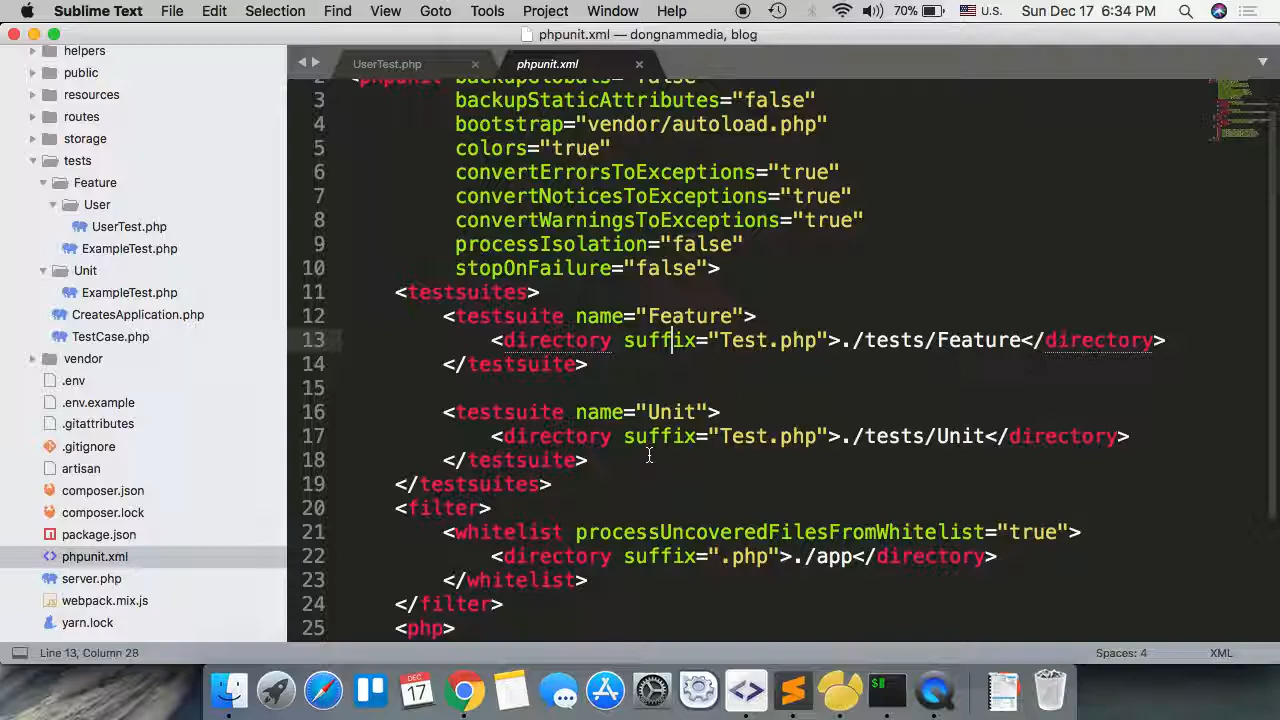 Sublime Text File Edit Selection Find View Goto Tools Project Window Help 70% U.S. Sun Dec 17 6:34 PM
phpunit.xml — dongnammedia, blog
helpers
public
resources
routes
storage
tests
Feature
User
UserTest.php
ExampleTest.php
Unit
ExampleTest.php
CreatesApplication.php
TestCase.php
vendor
.env
.env.example
.gitattributes
.gitignore
artisan
composer.json
composer.lock
package.json
phpunit.xml
server.php
webpack.mix.js
yarn.lock
UserTest.php × phpunit.xml ×
2 <phpunit backupGlobals="false"
3 backupStaticAttributes="false"
4 bootstrap="vendor/autoload.php"
5 colors="true"
6 convertErrorsToExceptions="true"
7 convertNoticesToExceptions="true"
8 convertWarningsToExceptions="true"
9 processIsolation="false"
10 stopOnFailure="false">
11 <testsuites>
12 <testsuite name="Feature">
13 <directory suffix="Test.php">./tests/Feature</directory>
14 </testsuite>
15
16 <testsuite name="Unit">
17 <directory suffix="Test.php">./tests/Unit</directory>
18 </testsuite>
19 </testsuites>
20 <filter>
21 <whitelist processUncoveredFilesFromWhitelist="true">
22 <directory suffix=".php">./app</directory>
23 </whitelist>
24 </filter>
25 <php>
Line 13, Column 28 Spaces: 4 XML
DEC
17
$